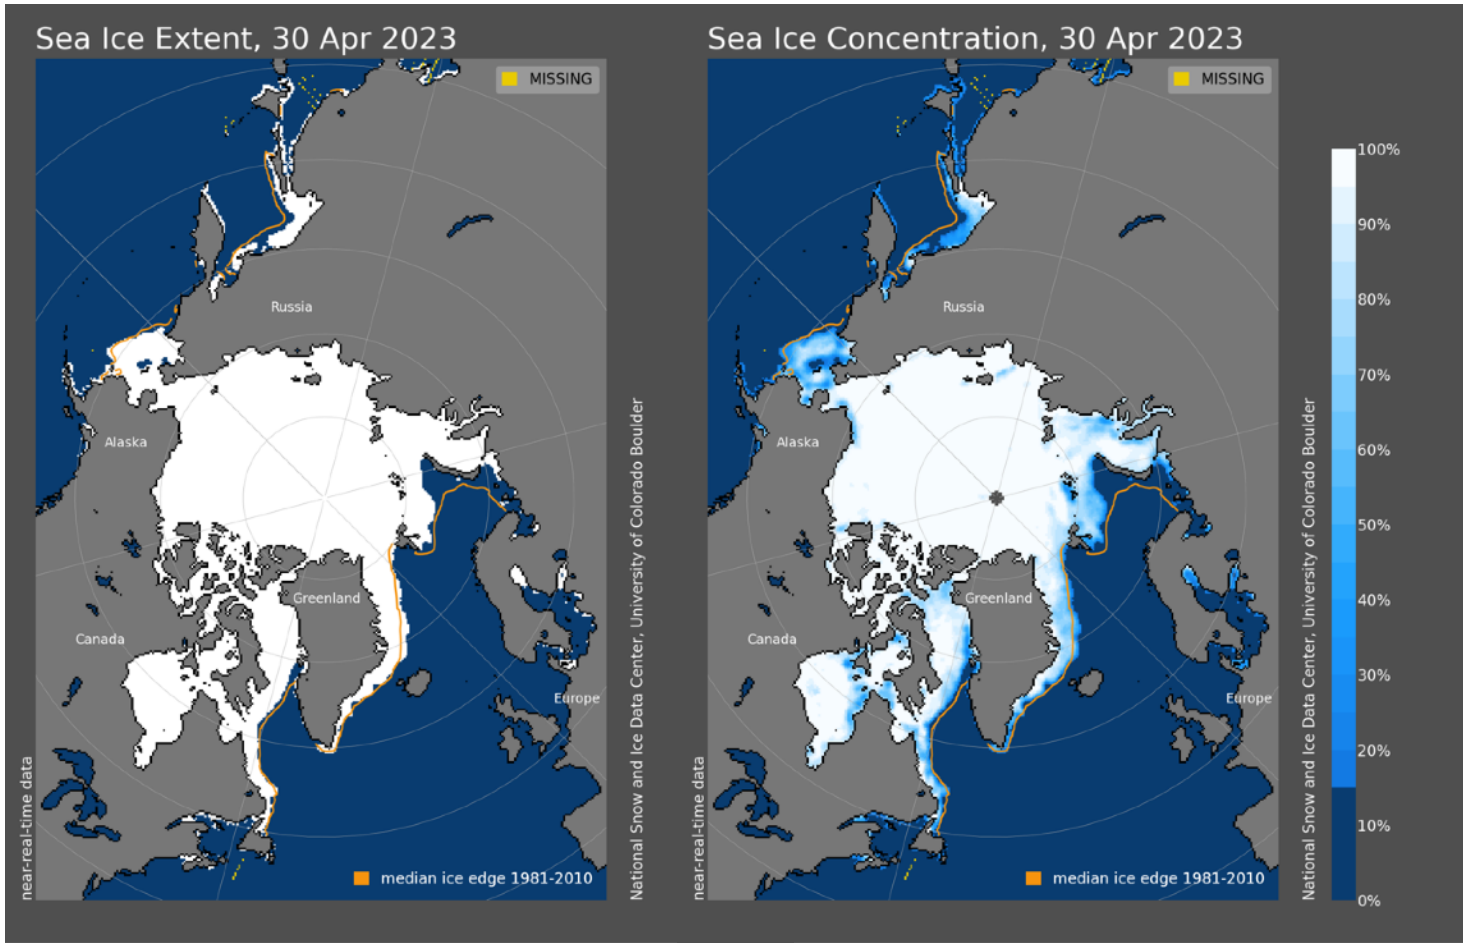 Sea Ice Extent, 30 Apr 2023
MISSING
Russia
Alaska
Greenland
Canada
Europe
near-real-time data
median ice edge 1981-2010
National Snow and Ice Data Center, University of Colorado Boulder
Sea Ice Concentration, 30 Apr 2023
MISSING
Russia
Alaska
Greenland
Canada
Europe
near-real-time data
median ice edge 1981-2010
National Snow and Ice Data Center, University of Colorado Boulder
100%
90%
80%
70%
60%
50%
40%
30%
20%
10%
0%